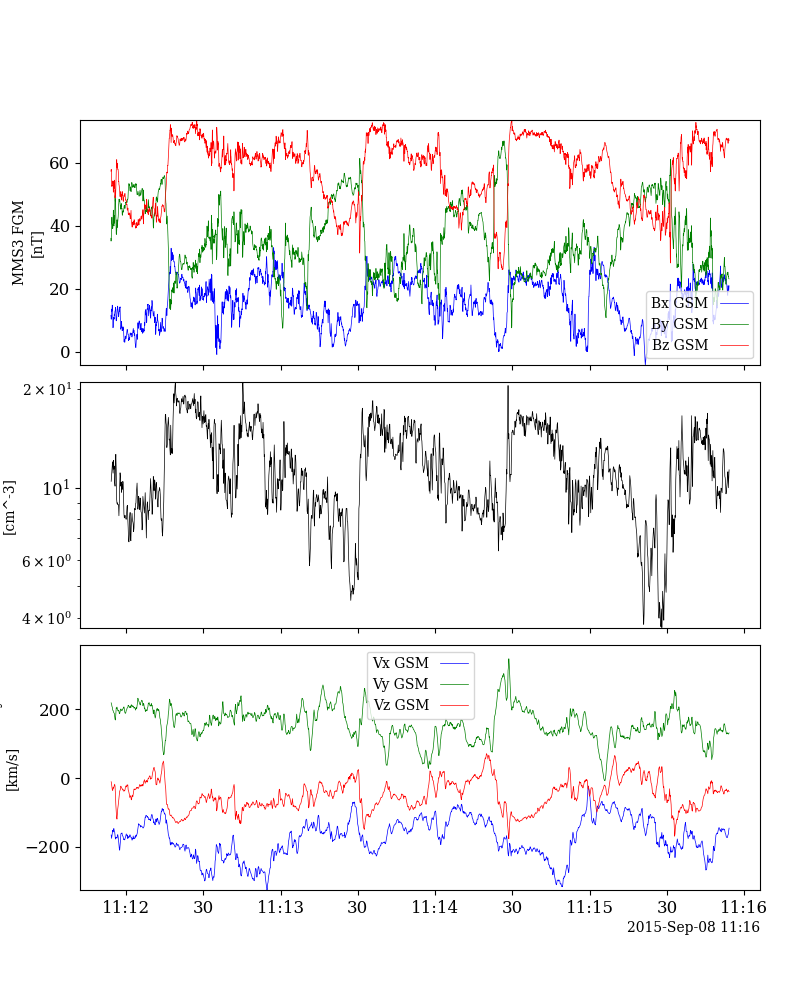 60
40
20
0
MMS3 FGM
[nT]
Bx GSM
By GSM
Bz GSM
2 × 10¹
10¹
6 × 10⁰
4 × 10⁰
[cm^-3]
Vx GSM
Vy GSM
Vz GSM
200
0
−200
[km/s]
11:12 30 11:13 30 11:14 30 11:15 30 11:16
2015-Sep-08 11:16